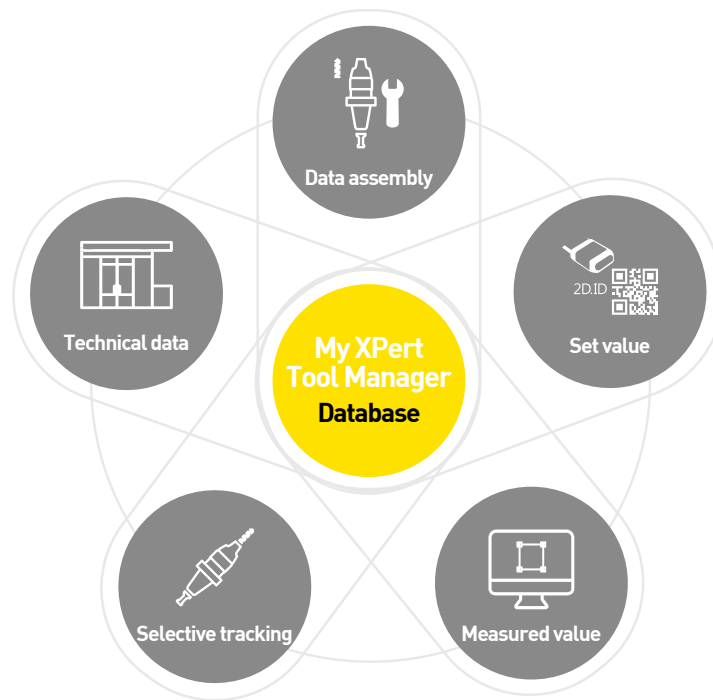 Data assembly
Technical data
2D.ID
Set value
My XPert
Tool Manager
Database
Selective tracking
Measured value